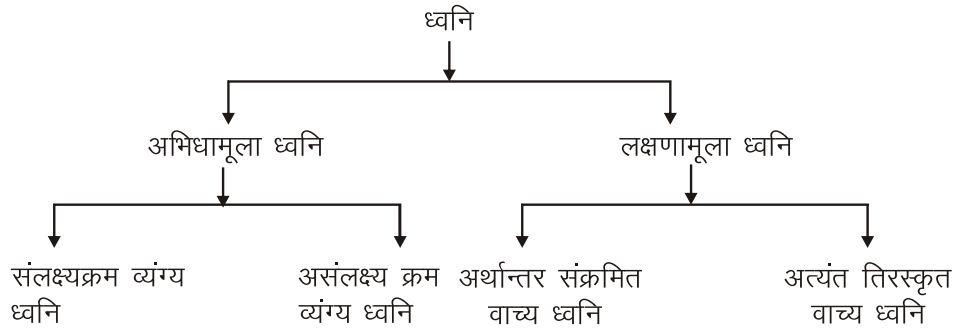 ध्वनि
अभिधामूला ध्वनि
लक्षणामूला ध्वनि
संलक्ष्यक्रम व्यंग्य
ध्वनि
असंलक्ष्य क्रम
व्यंग्य ध्वनि
अर्थान्तर संक्रमित
वाच्य ध्वनि
अत्यंत तिरस्कृत
वाच्य ध्वनि